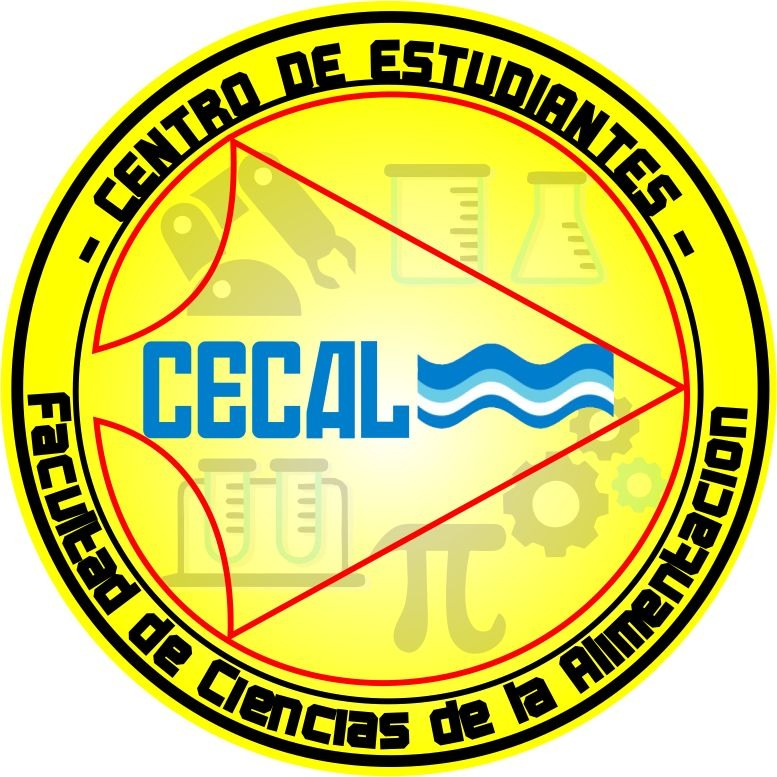 - CENTRO DE ESTUDIANTES -
CECAL
π
Facultad de Ciencias de la Alimentacion